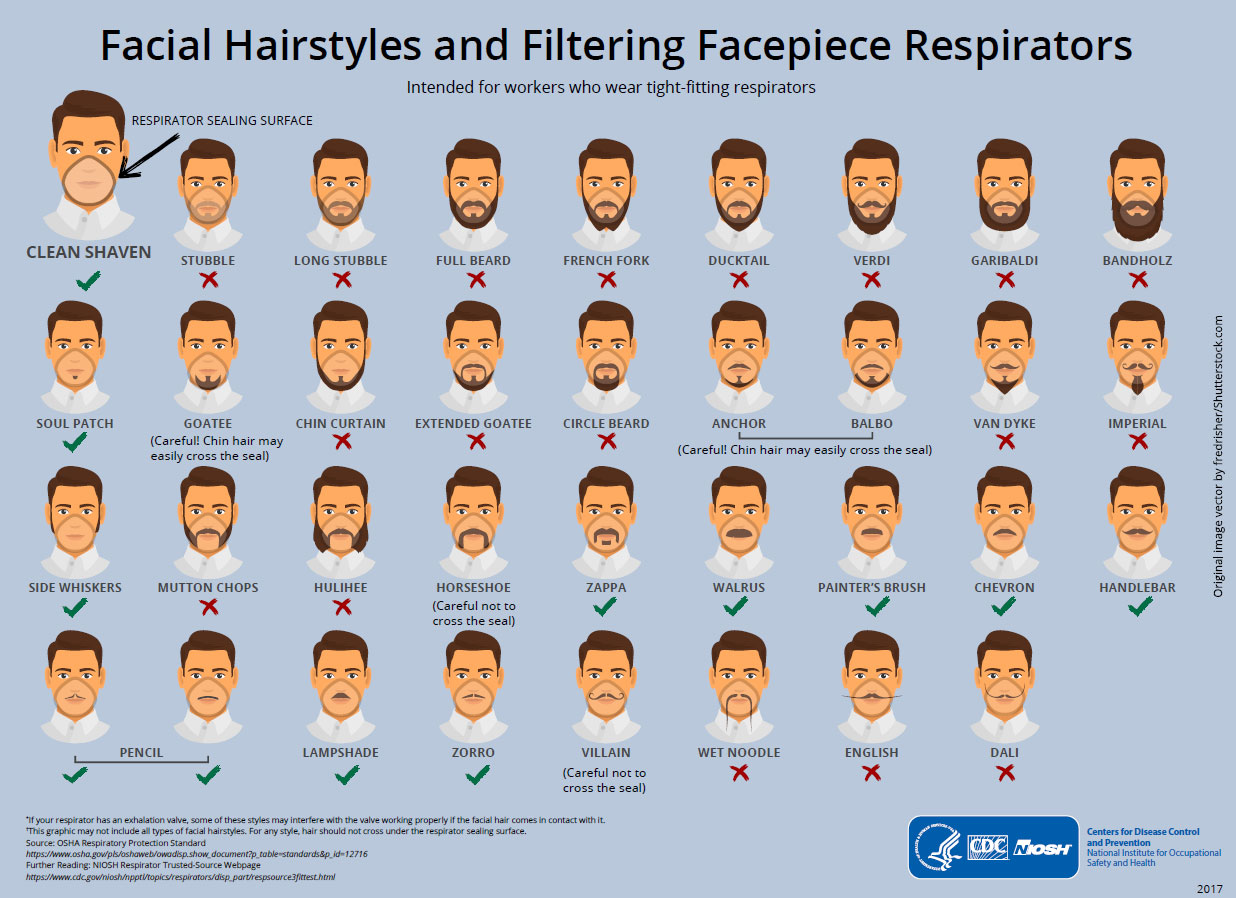 Facial Hairstyles and Filtering Facepiece Respirators
Intended for workers who wear tight-fitting respirators
RESPIRATOR SEALING SURFACE
CLEAN SHAVEN
STUBBLE
LONG STUBBLE
FULL BEARD
FRENCH FORK
DUCKTAIL
VERDI
GARIBALDI
BANDHOLZ
SOUL PATCH
GOATEE
(Careful! Chin hair may
easily cross the seal)
CHIN CURTAIN
EXTENDED GOATEE
CIRCLE BEARD
ANCHOR
BALBO
(Careful! Chin hair may easily cross the seal)
VAN DYKE
IMPERIAL
SIDE WHISKERS
MUTTON CHOPS
HULIHEE
HORSESHOE
(Careful not to
cross the seal)
ZAPPA
WALRUS
PAINTER'S BRUSH
CHEVRON
HANDLEBAR
PENCIL
LAMPSHADE
ZORRO
VILLAIN
(Careful not to
cross the seal)
WET NOODLE
ENGLISH
DALI
Original image vector by fredrisher/Shutterstock.com
*If your respirator has an exhalation valve, some of these styles may interfere with the valve working properly if the facial hair comes in contact with it.
†This graphic may not include all types of facial hairstyles. For any style, hair should not cross under the respirator sealing surface.
Source: OSHA Respiratory Protection Standard
https://www.osha.gov/pls/oshaweb/owadisp.show_document?p_table=standards&p_id=12716
Further Reading: NIOSH Respirator Trusted-Source Webpage
https://www.cdc.gov/niosh/npptl/topics/respirators/disp_part/respsource3fittest.html
CDC
NIOSH
Centers for Disease Control
and Prevention
National Institute for Occupational
Safety and Health
2017